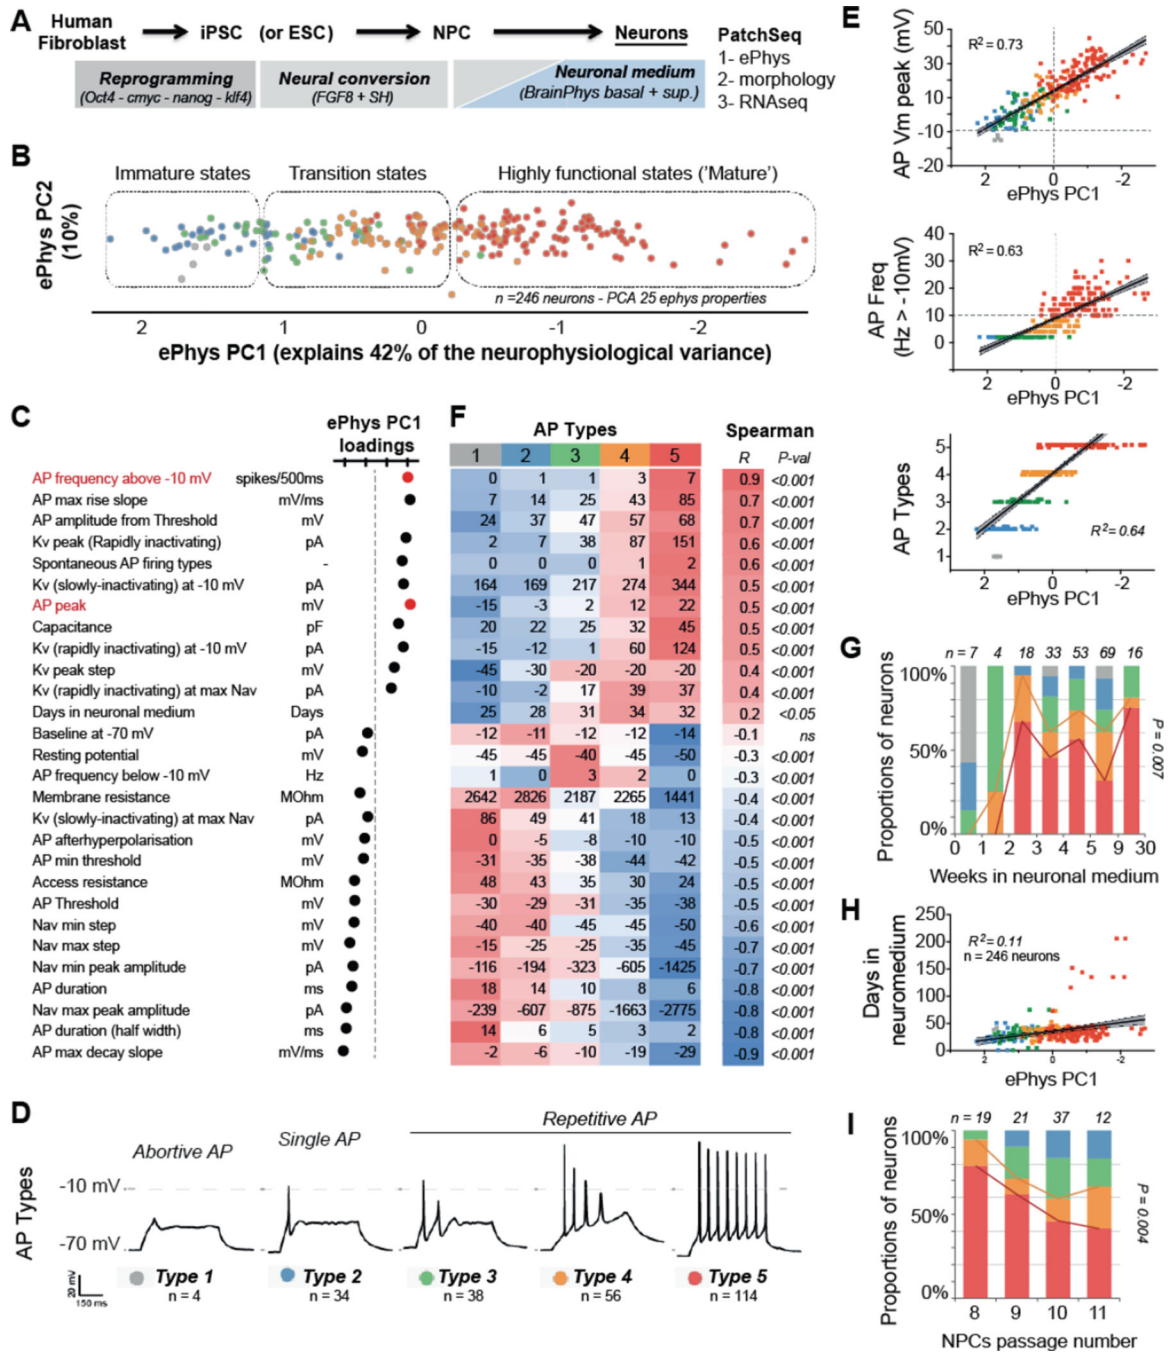 A
Human Fibroblast
iPSC (or ESC)
NPC
Neurons
Reprogramming
(Oct4 - cmyc - nanog - klf4)
Neural conversion
(FGF8 + SH)
Neuronal medium
(BrainPhys basal + sup.)
PatchSeq
1- ePhys
2- morphology
3- RNAseq
B
ePhys PC2
(10%)
Immature states
Transition states
Highly functional states ('Mature')
n =246 neurons - PCA 25 ephys properties
2 1 0 -1 -2
ePhys PC1 (explains 42% of the neurophysiological variance)
C
ePhys PC1
loadings
F
AP Types
Spearman
1 2 3 4 5 R P-val
AP frequency above -10 mV spikes/500ms 0 1 1 3 7 0.9 <0.001
AP max rise slope mV/ms 7 14 25 43 85 0.7 <0.001
AP amplitude from Threshold mV 24 37 47 57 68 0.7 <0.001
Kv peak (Rapidly inactivating) pA 2 7 38 87 151 0.6 <0.001
Spontaneous AP firing types - 0 0 0 1 2 0.6 <0.001
Kv (slowly-inactivating) at -10 mV pA 164 169 217 274 344 0.5 <0.001
AP peak mV -15 -3 2 12 22 0.5 <0.001
Capacitance pF 20 22 25 32 45 0.5 <0.001
Kv (rapidly inactivating) at -10 mV pA -15 -12 1 60 124 0.5 <0.001
Kv peak step mV -45 -30 -20 -20 -20 0.4 <0.001
Kv (rapidly inactivating) at max Nav pA -10 -2 17 39 37 0.4 <0.001
Days in neuronal medium Days 25 28 31 34 32 0.2 <0.05
Baseline at -70 mV pA -12 -11 -12 -12 -14 -0.1 ns
Resting potential mV -45 -45 -40 -45 -50 -0.3 <0.001
AP frequency below -10 mV Hz 1 0 3 2 0 -0.3 <0.001
Membrane resistance MOhm 2642 2826 2187 2265 1441 -0.4 <0.001
Kv (slowly-inactivating) at max Nav pA 86 49 41 18 13 -0.4 <0.001
AP afterhyperpolarisation mV 0 -5 -8 -10 -10 -0.5 <0.001
AP min threshold mV -31 -35 -38 -44 -42 -0.5 <0.001
Access resistance MOhm 48 43 35 30 24 -0.5 <0.001
AP Threshold mV -30 -29 -31 -35 -38 -0.5 <0.001
Nav min step mV -40 -40 -45 -45 -50 -0.6 <0.001
Nav max step mV -15 -25 -25 -35 -45 -0.7 <0.001
Nav min peak amplitude pA -116 -194 -323 -605 -1425 -0.7 <0.001
AP duration ms 18 14 10 8 6 -0.8 <0.001
Nav max peak amplitude pA -239 -607 -875 -1663 -2775 -0.8 <0.001
AP duration (half width) ms 14 6 5 3 2 -0.8 <0.001
AP max decay slope mV/ms -2 -6 -10 -19 -29 -0.9 <0.001
D
AP Types
Abortive AP
Single AP
Repetitive AP
-10 mV
-70 mV
20 mV
150 ms
Type 1
n = 4
Type 2
n = 34
Type 3
n = 38
Type 4
n = 56
Type 5
n = 114
E
AP Vm peak (mV)
50
30
10
-10
-20
R² = 0.73
2 0 -2
ePhys PC1
AP Freq
(Hz > -10mV)
40
30
20
10
0
R² = 0.63
2 0 -2
ePhys PC1
AP Types
5
4
3
2
1
R² = 0.64
2 0 -2
ePhys PC1
G
Proportions of neurons
n = 7 4 18 33 53 69 16
100%
50%
0%
P = 0.007
0 1 2 3 4 5 9 30
Weeks in neuronal medium
H
Days in
neuromedium
250
200
150
100
50
0
R² = 0.11
n = 246 neurons
2 0 -2
ePhys PC1
I
Proportions of neurons
n = 19 21 37 12
100%
50%
0%
P = 0.004
8 9 10 11
NPCs passage number